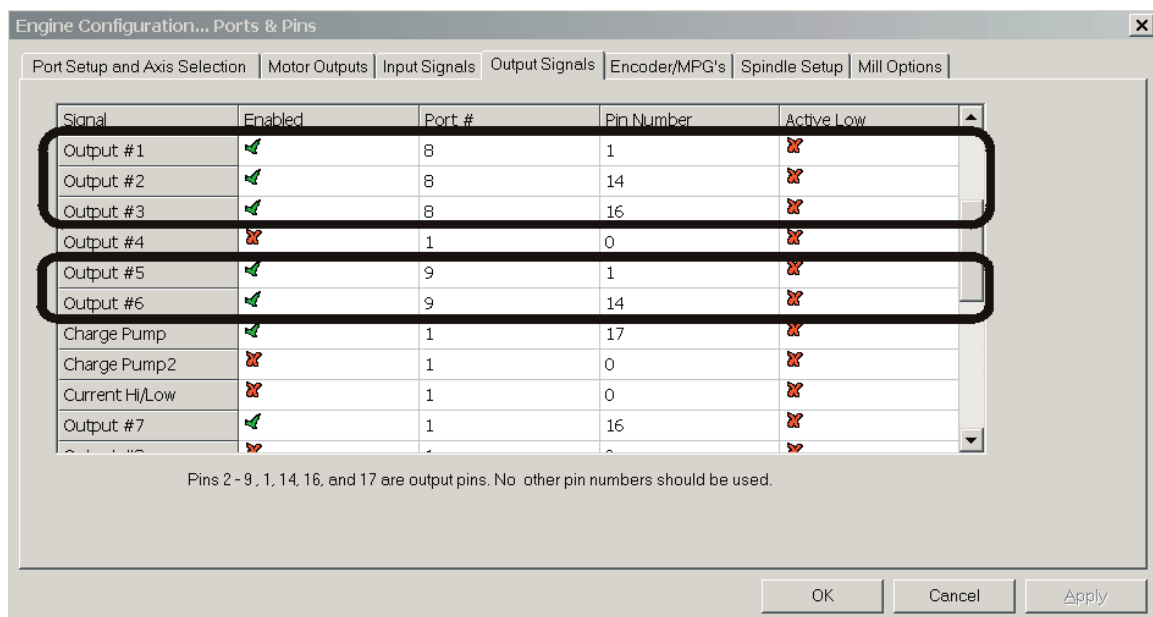 Engine Configuration... Ports & Pins
Port Setup and Axis Selection Motor Outputs Input Signals Output Signals Encoder/MPG's Spindle Setup Mill Options
Signal Enabled Port # Pin Number Active Low
Output #1 8 1
Output #2 8 14
Output #3 8 16
Output #4 1 0
Output #5 9 1
Output #6 9 14
Charge Pump 1 17
Charge Pump2 1 0
Current Hi/Low 1 0
Output #7 1 16
Pins 2 - 9 , 1, 14, 16, and 17 are output pins. No other pin numbers should be used.
OK Cancel Apply